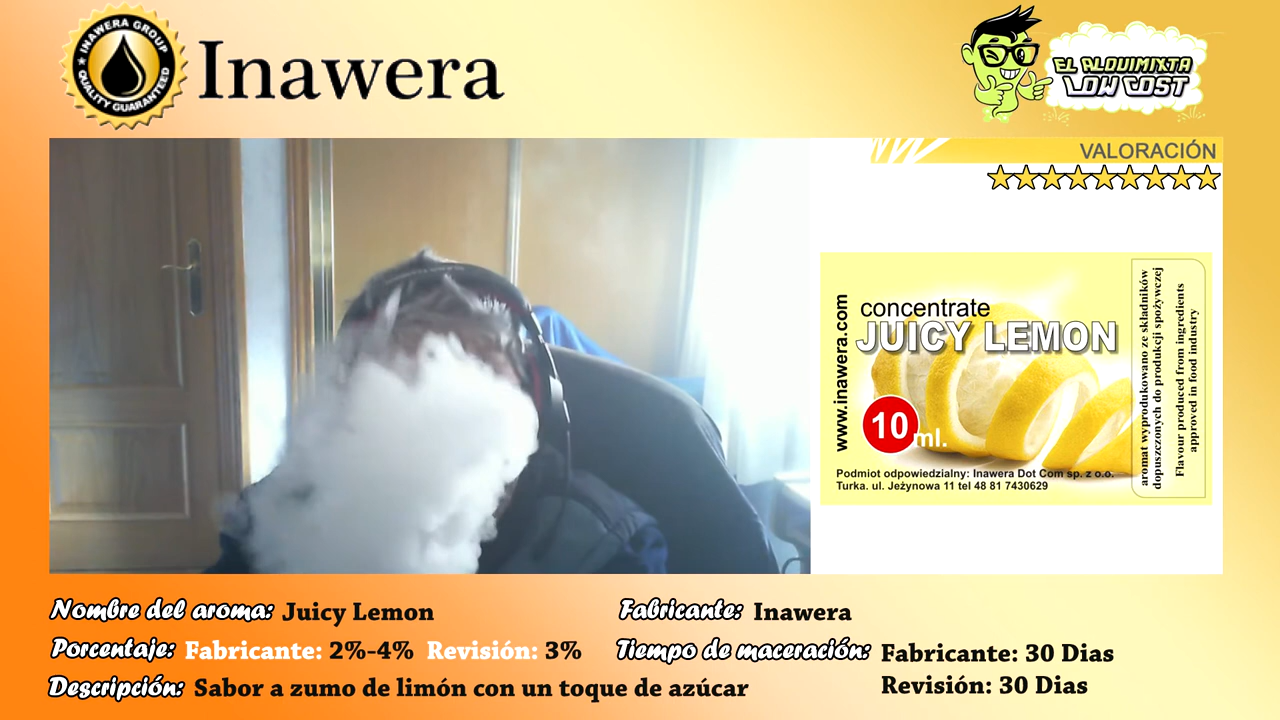 INAWERA GROUP
QUALITY GUARANTEED
Inawera
EL ALQUIMIXTA
LOW COST
VALORACIÓN
www.inawera.com
concentrate
JUICY LEMON
10 ml.
Podmiot odpowiedzialny: Inawera Dot Com sp. z o.o.
Turka. ul. Jeżynowa 11 tel 48 81 7430629
aromat wyprodukowano ze składników
dopuszczonych do produkcji spożywczej
Flavour produced from ingredients
approved in food industry
Nombre del aroma: Juicy Lemon
Fabricante: Inawera
Porcentaje: Fabricante: 2%-4% Revisión: 3%
Tiempo de maceración: Fabricante: 30 Dias
Revisión: 30 Dias
Descripción: Sabor a zumo de limón con un toque de azúcar